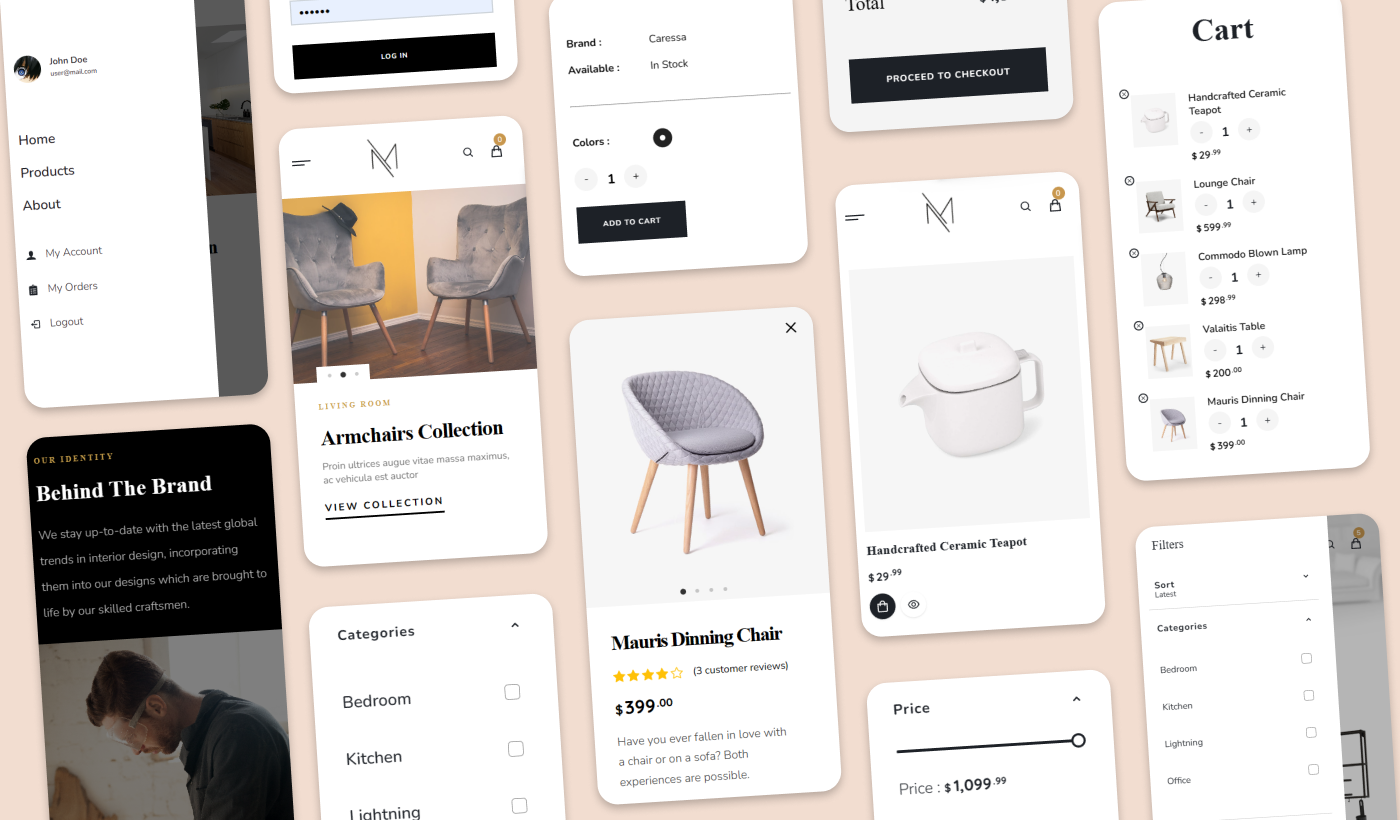 John Doe
user@mail.com
Home
Products
About
My Account
My Orders
Logout
n
OUR IDENTITY
Behind The Brand
We stay up-to-date with the latest global
trends in interior design, incorporating
them into our designs which are brought to
life by our skilled craftsmen.
••••••
LOG IN
0
LIVING ROOM
Armchairs Collection
Proin ultrices augue vitae massa maximus,
ac vehicula est auctor
VIEW COLLECTION
Categories
Bedroom
Kitchen
Lightning
Brand : Caressa
Available : In Stock
Colors :
- 1 +
ADD TO CART
Mauris Dinning Chair
(3 customer reviews)
$399.00
Have you ever fallen in love with
a chair or on a sofa? Both
experiences are possible.
Total
PROCEED TO CHECKOUT
0
Handcrafted Ceramic Teapot
$29.99
Price
Price : $1,099.99
Cart
Handcrafted Ceramic
Teapot
- 1 +
$29.99
Lounge Chair
- 1 +
$599.99
Commodo Blown Lamp
- 1 +
$298.99
Valaitis Table
- 1 +
$200.00
Mauris Dinning Chair
- 1 +
$399.00
Filters
Sort
Latest
Categories
Bedroom
Kitchen
Lightning
Office